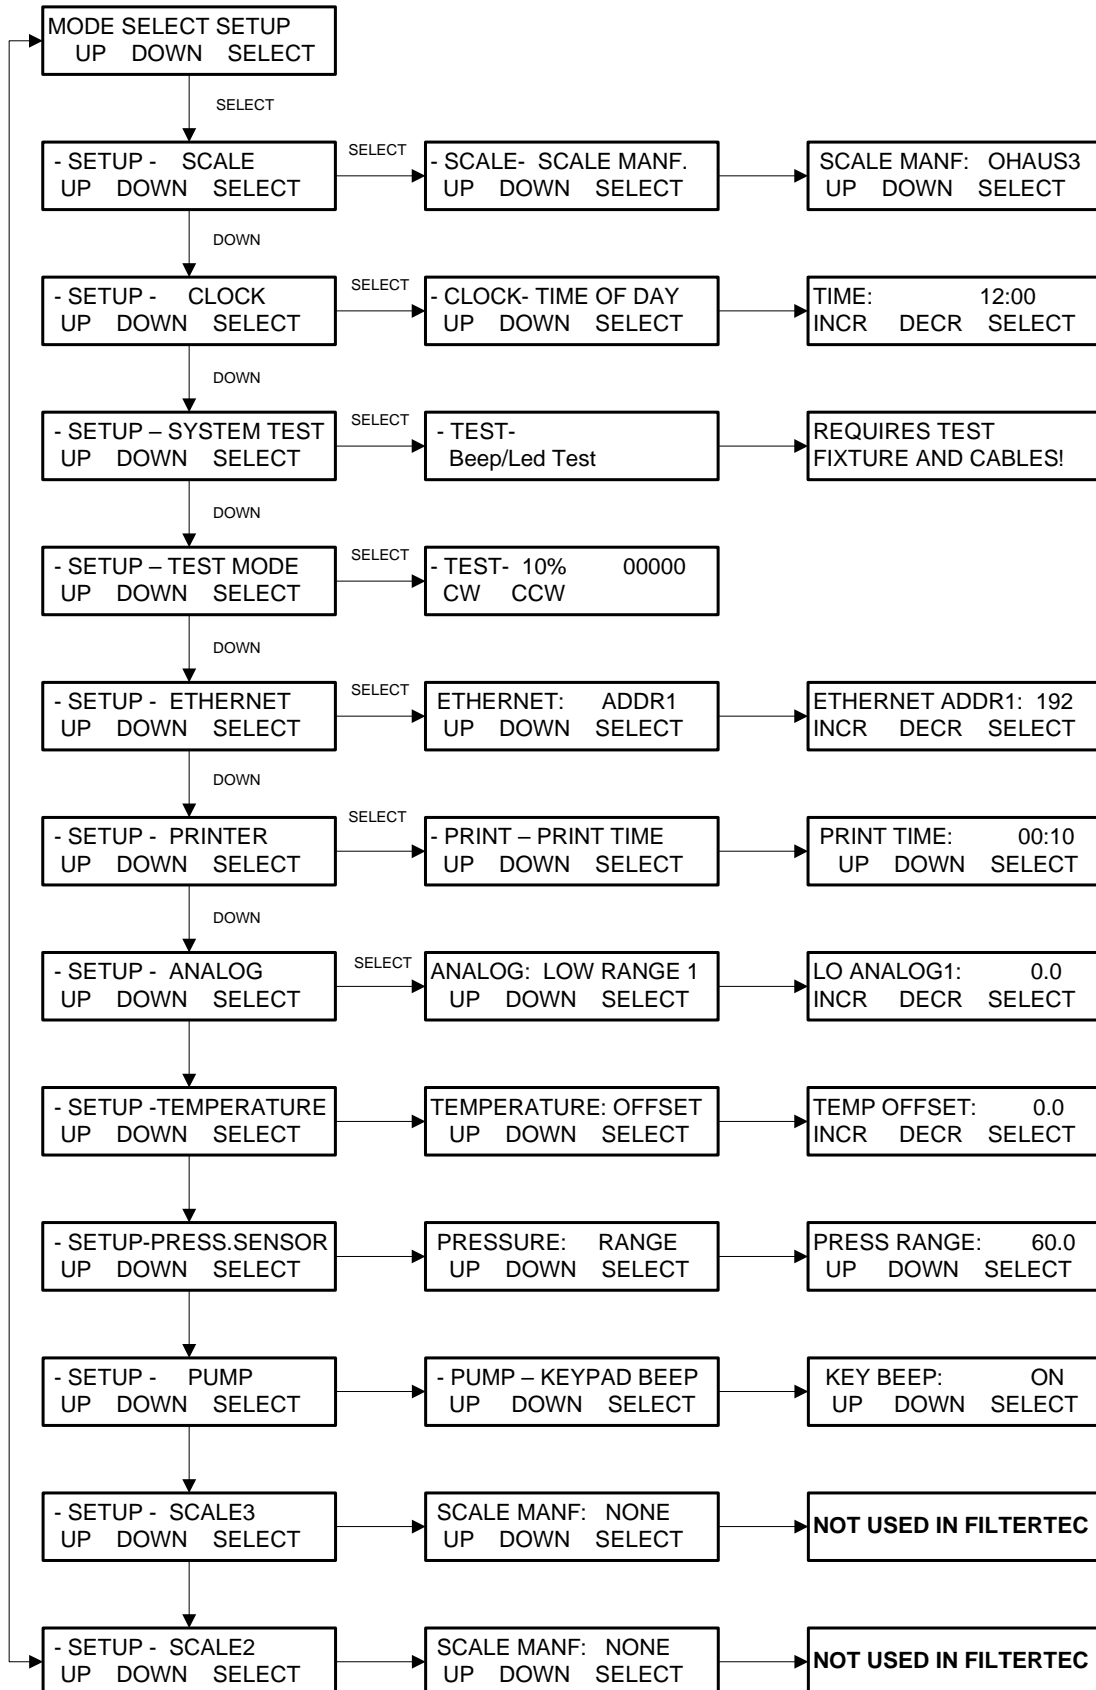 MODE SELECT SETUP
UP DOWN SELECT
SELECT
- SETUP - SCALE
UP DOWN SELECT
SELECT
- SCALE- SCALE MANF.
UP DOWN SELECT
SCALE MANF: OHAUS3
UP DOWN SELECT
DOWN
- SETUP - CLOCK
UP DOWN SELECT
SELECT
- CLOCK- TIME OF DAY
UP DOWN SELECT
TIME: 12:00
INCR DECR SELECT
DOWN
- SETUP – SYSTEM TEST
UP DOWN SELECT
SELECT
- TEST-
Beep/Led Test
REQUIRES TEST
FIXTURE AND CABLES!
DOWN
- SETUP – TEST MODE
UP DOWN SELECT
SELECT
- TEST- 10% 00000
CW CCW
DOWN
- SETUP - ETHERNET
UP DOWN SELECT
SELECT
ETHERNET: ADDR1
UP DOWN SELECT
ETHERNET ADDR1: 192
INCR DECR SELECT
DOWN
- SETUP - PRINTER
UP DOWN SELECT
SELECT
- PRINT – PRINT TIME
UP DOWN SELECT
PRINT TIME: 00:10
UP DOWN SELECT
DOWN
- SETUP - ANALOG
UP DOWN SELECT
SELECT
ANALOG: LOW RANGE 1
UP DOWN SELECT
LO ANALOG1: 0.0
INCR DECR SELECT
- SETUP -TEMPERATURE
UP DOWN SELECT
TEMPERATURE: OFFSET
UP DOWN SELECT
TEMP OFFSET: 0.0
INCR DECR SELECT
- SETUP-PRESS.SENSOR
UP DOWN SELECT
PRESSURE: RANGE
UP DOWN SELECT
PRESS RANGE: 60.0
UP DOWN SELECT
- SETUP - PUMP
UP DOWN SELECT
- PUMP – KEYPAD BEEP
UP DOWN SELECT
KEY BEEP: ON
UP DOWN SELECT
- SETUP - SCALE3
UP DOWN SELECT
SCALE MANF: NONE
UP DOWN SELECT
NOT USED IN FILTERTEC
- SETUP - SCALE2
UP DOWN SELECT
SCALE MANF: NONE
UP DOWN SELECT
NOT USED IN FILTERTEC